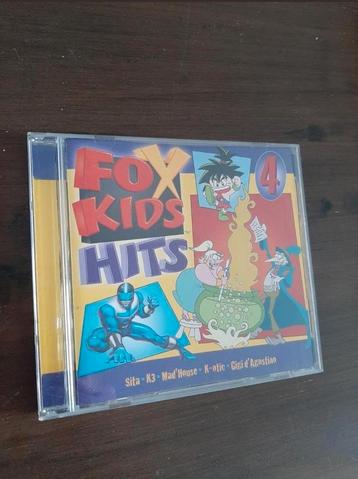 FOX
KIDS
HITS
4
Sita - K3 - Mad'House - K-otic - Gigi d'Agostino